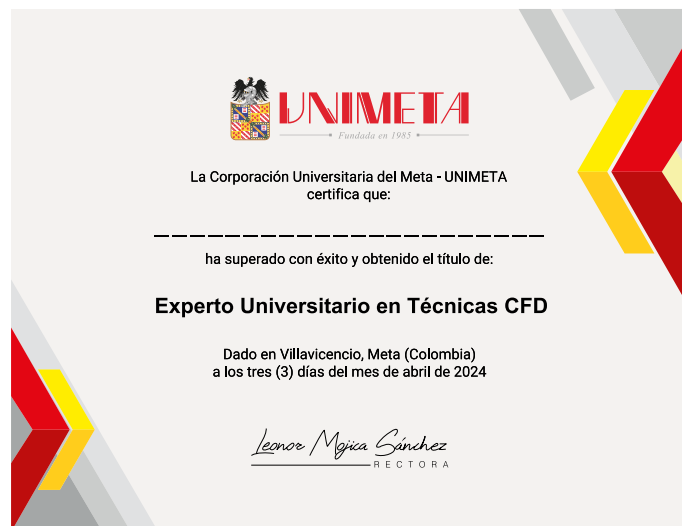 UNIMETA
Fundada en 1985
La Corporación Universitaria del Meta - UNIMETA
certifica que:
ha superado con éxito y obtenido el título de:
Experto Universitario en Técnicas CFD
Dado en Villavicencio, Meta (Colombia)
a los tres (3) días del mes de abril de 2024
Leonor Mojica Sánchez
RECTORA